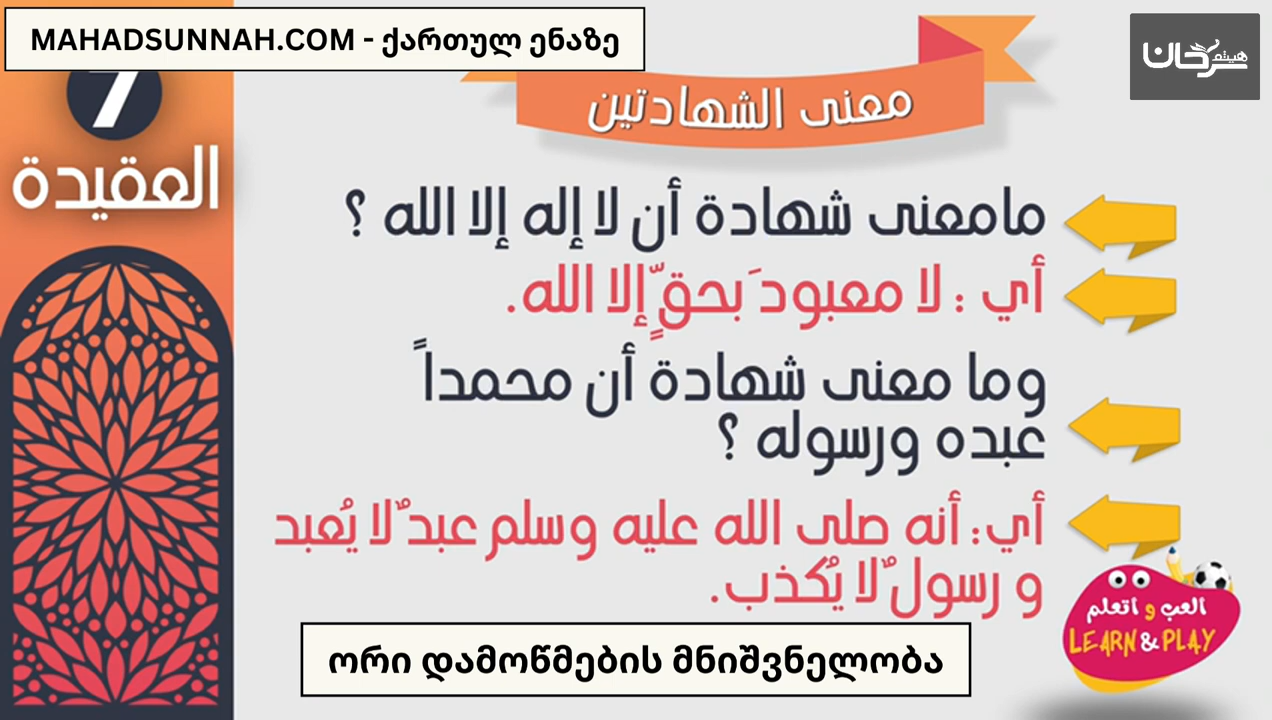 MAHADSUNNAH.COM - ქართულ ენაზე
هيثم سرحان
7
العقيدة
معنى الشهادتين
مامعنى شهادة أن لا إله إلا الله ؟
أي : لا معبودَ بحقٍّ إلا الله.
وما معنى شهادة أن محمداً
عبده ورسوله ؟
أي: أنه صلى الله عليه وسلم عبدٌ لا يُعبد
و رسولٌ لا يُكذب.
العب و اتعلم
LEARN & PLAY
ორი დამოწმების მნიშვნელობა